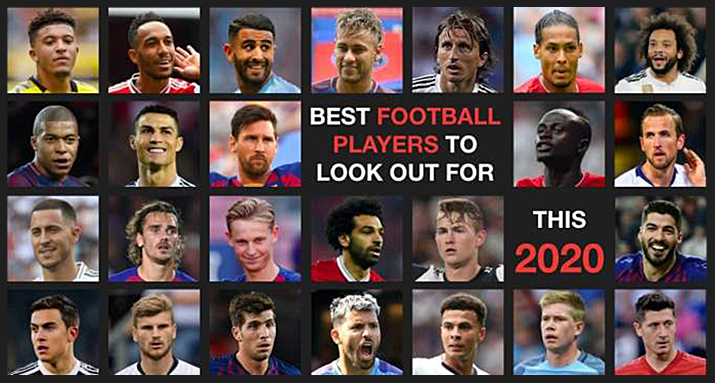 BEST FOOTBALL
PLAYERS TO
LOOK OUT FOR
THIS
2020